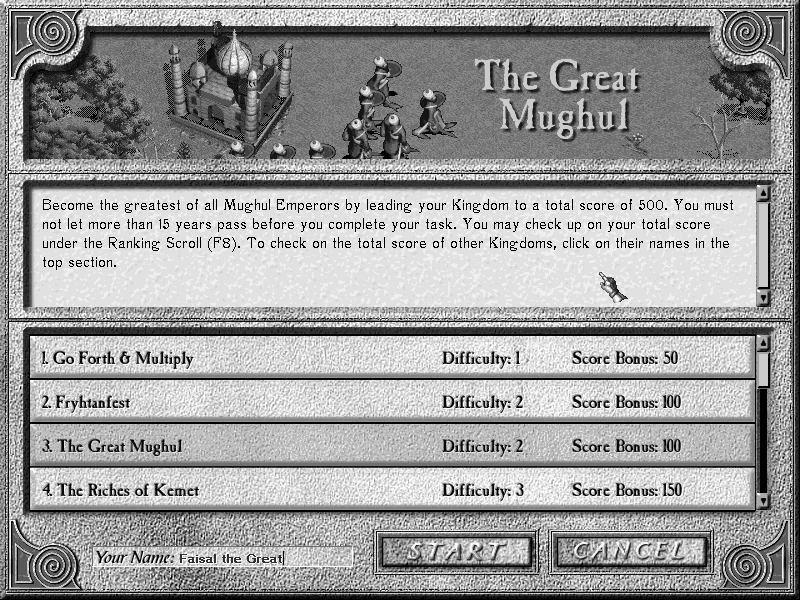 The Great
Mughul
Become the greatest of all Mughul Emperors by leading your Kingdom to a total score of 500. You must
not let more than 15 years pass before you complete your task. You may check up on your total score
under the Ranking Scroll (F8). To check on the total score of other Kingdoms, click on their names in the
top section.
1. Go Forth & Multiply Difficulty: 1 Score Bonus: 50
2. Fryhtanfest Difficulty: 2 Score Bonus: 100
3. The Great Mughul Difficulty: 2 Score Bonus: 100
4. The Riches of Kemet Difficulty: 3 Score Bonus: 150
Your Name: Faisal the Great
START CANCEL